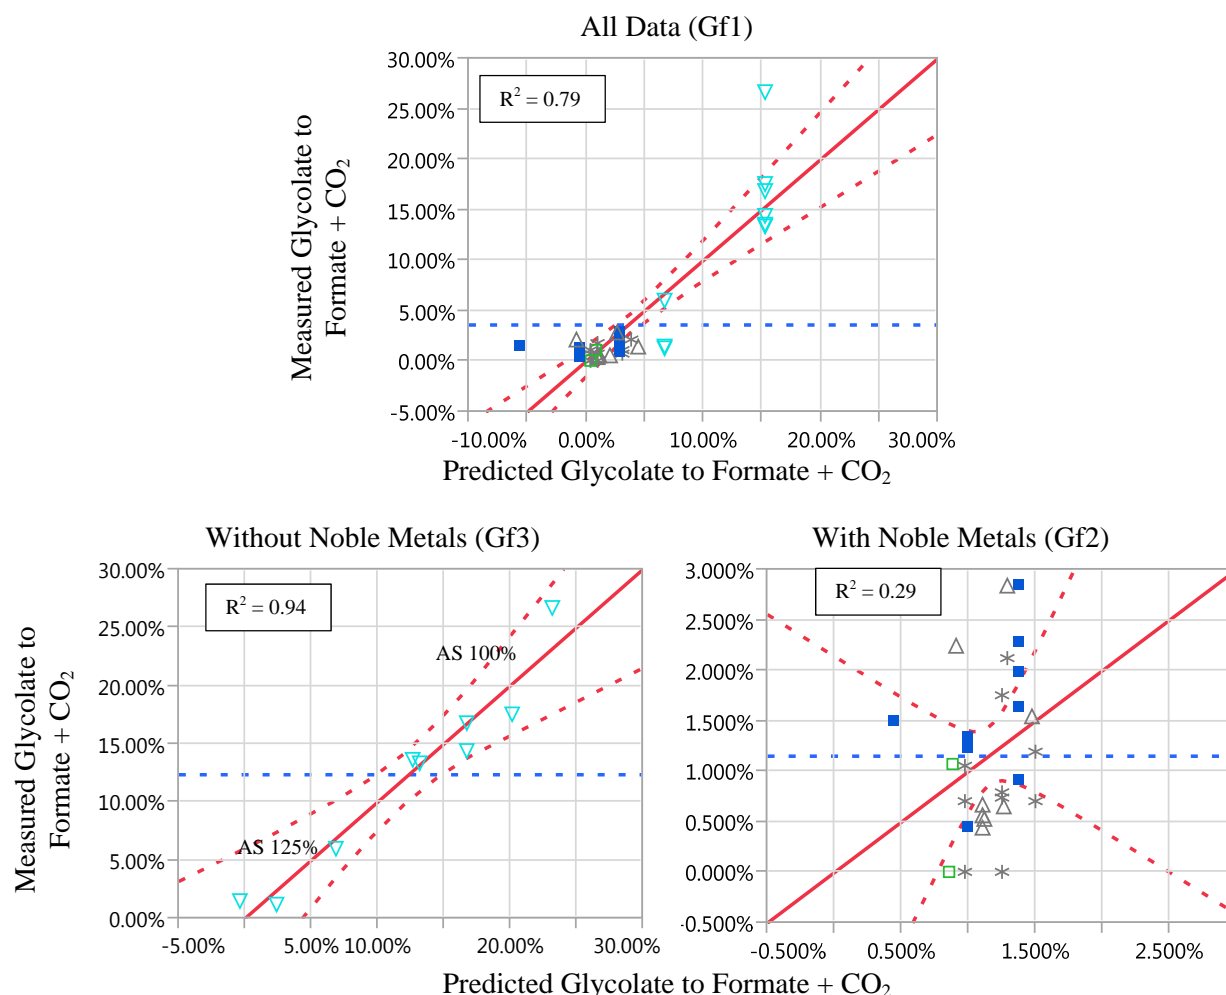 All Data (Gf1)
30.00%
R² = 0.79
25.00%
20.00%
15.00%
10.00%
5.00%
0.00%
-5.00%
Measured Glycolate to
Formate + CO₂
-10.00% 0.00% 10.00% 20.00% 30.00%
Predicted Glycolate to Formate + CO₂
Without Noble Metals (Gf3)
30.00%
R² = 0.94
25.00%
AS 100%
20.00%
15.00%
10.00%
AS 125%
5.00%
0.00%
Measured Glycolate to
Formate + CO₂
-5.00% 5.00% 10.00% 20.00% 30.00%
With Noble Metals (Gf2)
3.000%
R² = 0.29
2.500%
2.000%
1.500%
1.000%
0.500%
0.000%
-0.500%
-0.500% 0.500% 1.500% 2.500%
Predicted Glycolate to Formate + CO₂